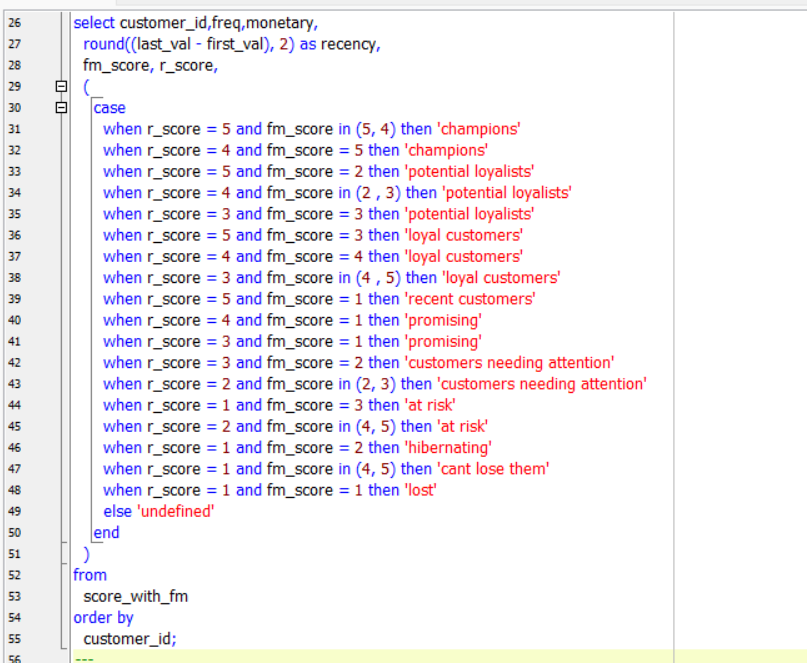 26 select customer_id,freq,monetary,
27 round((last_val - first_val), 2) as recency,
28 fm_score, r_score,
29 (
30 case
31 when r_score = 5 and fm_score in (5, 4) then 'champions'
32 when r_score = 4 and fm_score = 5 then 'champions'
33 when r_score = 5 and fm_score = 2 then 'potential loyalists'
34 when r_score = 4 and fm_score in (2 , 3) then 'potential loyalists'
35 when r_score = 3 and fm_score = 3 then 'potential loyalists'
36 when r_score = 5 and fm_score = 3 then 'loyal customers'
37 when r_score = 4 and fm_score = 4 then 'loyal customers'
38 when r_score = 3 and fm_score in (4 , 5) then 'loyal customers'
39 when r_score = 5 and fm_score = 1 then 'recent customers'
40 when r_score = 4 and fm_score = 1 then 'promising'
41 when r_score = 3 and fm_score = 1 then 'promising'
42 when r_score = 3 and fm_score = 2 then 'customers needing attention'
43 when r_score = 2 and fm_score in (2, 3) then 'customers needing attention'
44 when r_score = 1 and fm_score = 3 then 'at risk'
45 when r_score = 2 and fm_score in (4, 5) then 'at risk'
46 when r_score = 1 and fm_score = 2 then 'hibernating'
47 when r_score = 1 and fm_score in (4, 5) then 'cant lose them'
48 when r_score = 1 and fm_score = 1 then 'lost'
49 else 'undefined'
50 end
51 )
52 from
53 score_with_fm
54 order by
55 customer_id;
56 ---